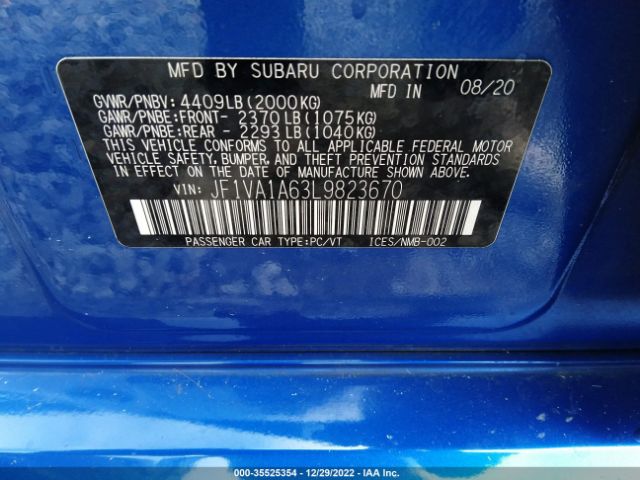 MFD BY SUBARU CORPORATION
MFD IN 08/20
GVWR/PNBV: 4409LB (2000KG)
GAWR/PNBE:FRONT- 2370LB (1075KG)
GAWR/PNBE:REAR - 2293LB (1040KG)
THIS VEHICLE CONFORMS TO ALL APPLICABLE FEDERAL MOTOR
VEHICLE SAFETY, BUMPER, AND THEFT PREVENTION STANDARDS
IN EFFECT ON THE DATE OF MANUFACTURE SHOWN ABOVE.
VIN: JF1VA1A63L9823670
PASSENGER CAR TYPE:PC/VT ICES/NMB-002
000-35525354 - 12/29/2022 - IAA Inc.